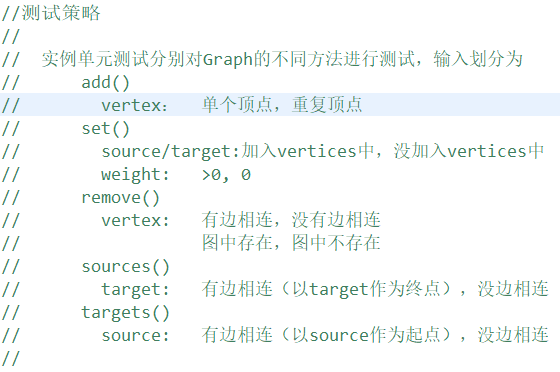 //测试策略
//
//  实例单元测试分别对Graph的不同方法进行测试，输入划分为
//      add()
//        vertex:   单个顶点，重复顶点
//      set()
//        source/target:加入vertices中，没加入vertices中
//        weight:   >0, 0
//      remove()
//        vertex:   有边相连，没有边相连
//                  图中存在，图中不存在
//      sources()
//        target:   有边相连（以target作为终点），没边相连
//      targets()
//        source:   有边相连（以source作为起点），没边相连
//